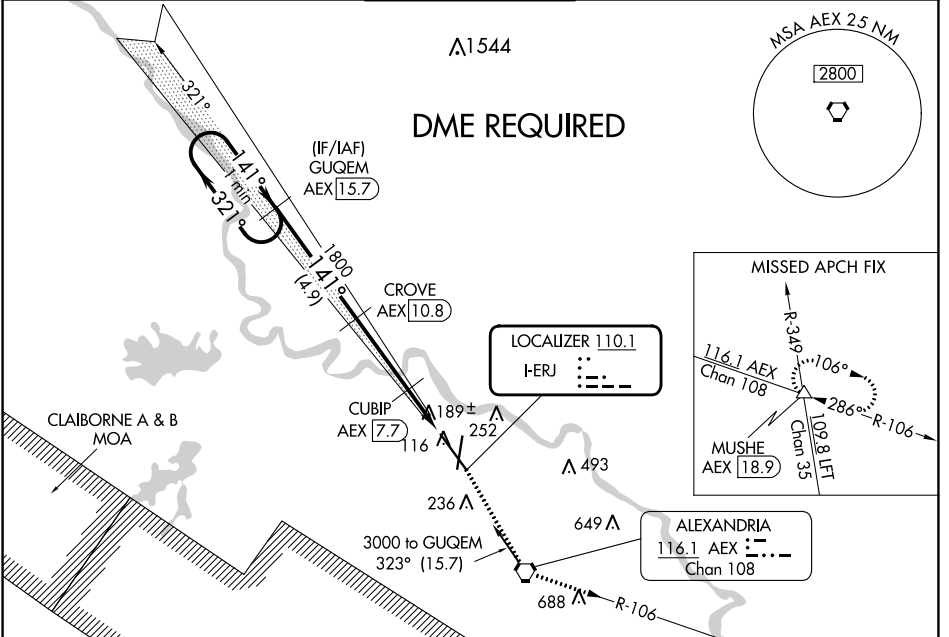 1544
MSA AEX 25 NM
2800
DME REQUIRED
321°
(IF/IAF)
GUQEM
AEX 15.7
141°
1 min
321°
1800
141°
(4.9)
CROVE
AEX 10.8
MISSED APCH FIX
R-349
116.1 AEX
Chan 108
106°
286°
R-106
MUSHE
AEX 18.9
109.8 LFT
Chan 35
LOCALIZER 110.1
I-ERJ
CLAIBORNE A & B
MOA
CUBIP
AEX 7.7
189±
252
116
493
236
649
3000 to GUQEM
323° (15.7)
ALEXANDRIA
116.1 AEX
Chan 108
688
R-106